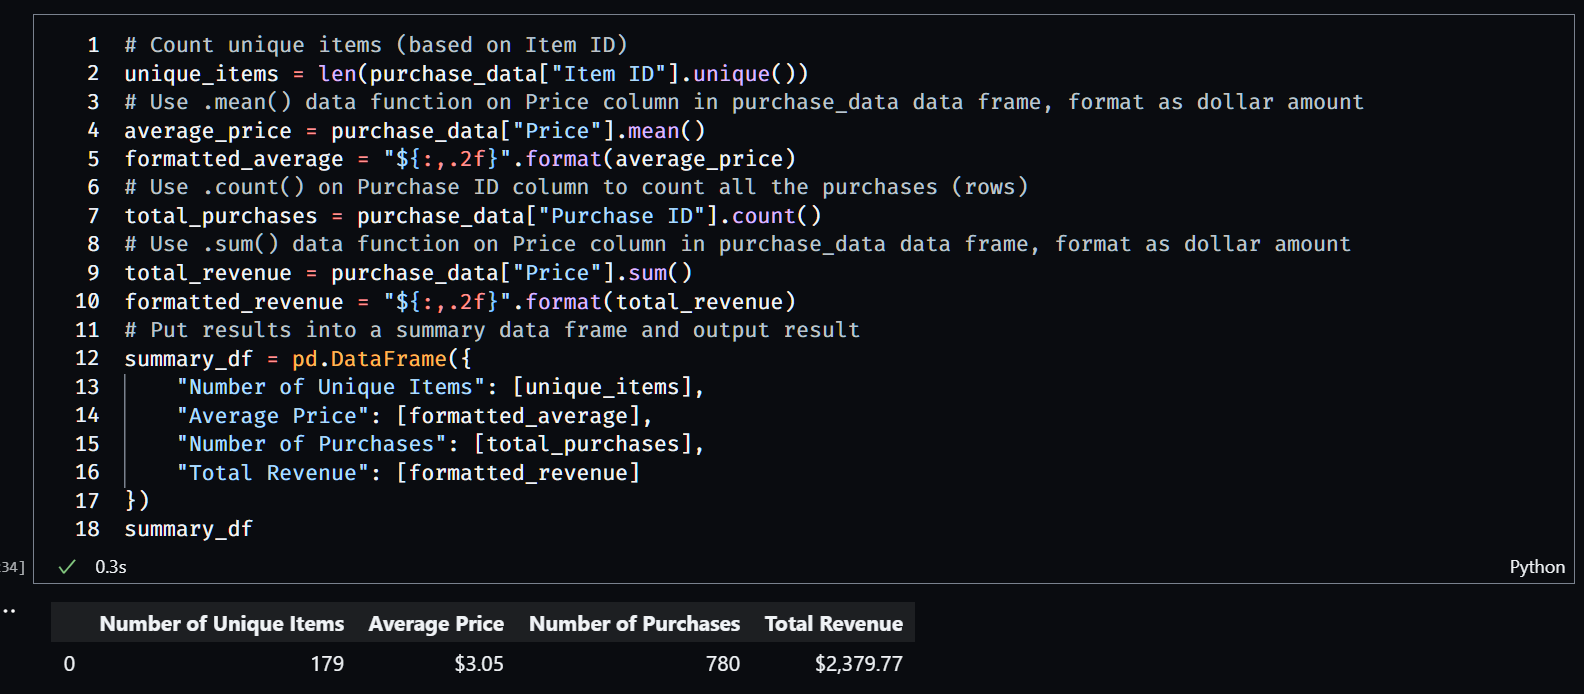 1 # Count unique items (based on Item ID)
2 unique_items = len(purchase_data["Item ID"].unique())
3 # Use .mean() data function on Price column in purchase_data data frame, format as dollar amount
4 average_price = purchase_data["Price"].mean()
5 formatted_average = "${:,.2f}".format(average_price)
6 # Use .count() on Purchase ID column to count all the purchases (rows)
7 total_purchases = purchase_data["Purchase ID"].count()
8 # Use .sum() data function on Price column in purchase_data data frame, format as dollar amount
9 total_revenue = purchase_data["Price"].sum()
10 formatted_revenue = "${:,.2f}".format(total_revenue)
11 # Put results into a summary data frame and output result
12 summary_df = pd.DataFrame({
13     "Number of Unique Items": [unique_items],
14     "Average Price": [formatted_average],
15     "Number of Purchases": [total_purchases],
16     "Total Revenue": [formatted_revenue]
17 })
18 summary_df
34] ✓ 0.3s Python
..
Number of Unique Items Average Price Number of Purchases Total Revenue
0 179 $3.05 780 $2,379.77